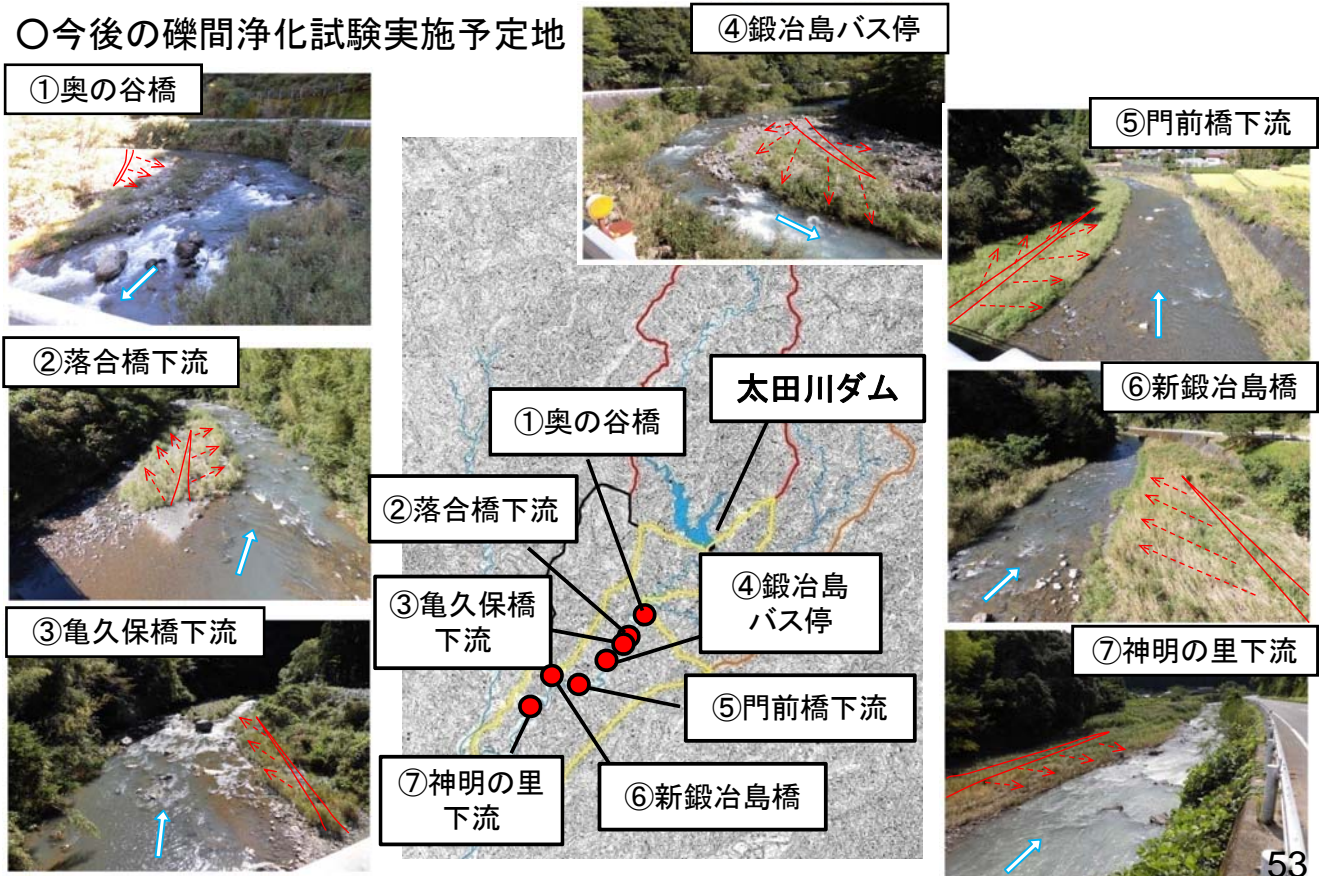 〇今後の礫間浄化試験実施予定地
①奥の谷橋
②落合橋下流
③亀久保橋下流
④鍛冶島バス停
⑤門前橋下流
⑥新鍛冶島橋
⑦神明の里下流
太田川ダム
①奥の谷橋
②落合橋下流
③亀久保橋
下流
④鍛冶島
バス停
⑤門前橋下流
⑥新鍛冶島橋
⑦神明の里
下流
53